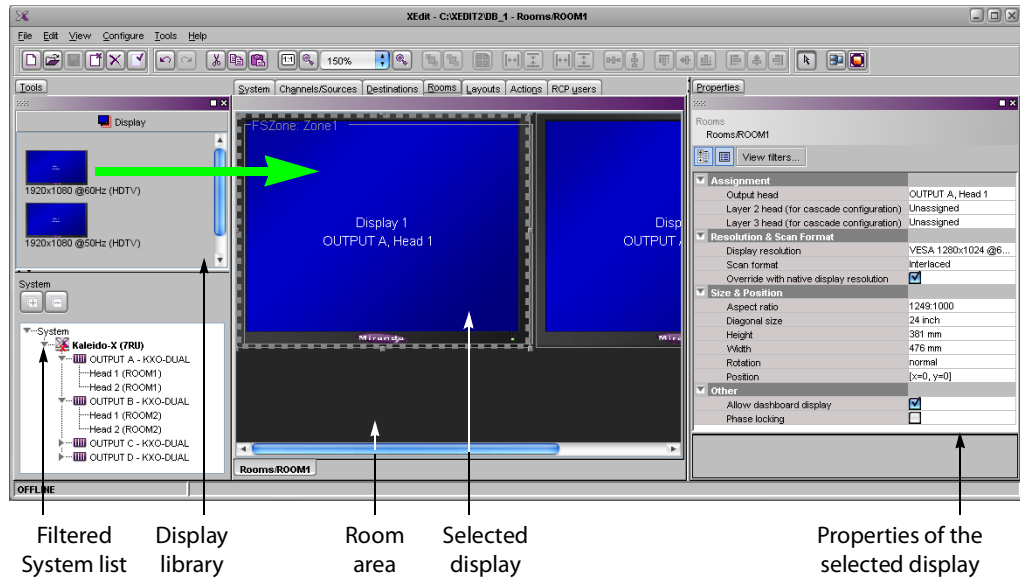 XEdit - C:\XEDIT2\DB_1 - Rooms/ROOM1
File Edit View Configure Tools Help
1:1 150%
Tools
Display
1920x1080 @60Hz (HDTV)
1920x1080 @50Hz (HDTV)
System
System
Kaleido-X (7RU)
OUTPUT A - KXO-DUAL
Head 1 (ROOM1)
Head 2 (ROOM1)
OUTPUT B - KXO-DUAL
Head 1 (ROOM2)
Head 2 (ROOM2)
OUTPUT C - KXO-DUAL
OUTPUT D - KXO-DUAL
OFFLINE
System Channels/Sources Destinations Rooms Layouts Actions RCP users
FSZone: Zone1
Display 1
OUTPUT A, Head 1
Miranda
Disp
OUTPUT
Mira
Rooms/ROOM1
Properties
Rooms
Rooms/ROOM1
View filters...
Assignment
Output head OUTPUT A, Head 1
Layer 2 head (for cascade configuration) Unassigned
Layer 3 head (for cascade configuration) Unassigned
Resolution & Scan Format
Display resolution VESA 1280x1024 @6...
Scan format Interlaced
Override with native display resolution
Size & Position
Aspect ratio 1249:1000
Diagonal size 24 inch
Height 381 mm
Width 476 mm
Rotation normal
Position [x=0, y=0]
Other
Allow dashboard display
Phase locking
Filtered
System list
Display
library
Room
area
Selected
display
Properties of the
selected display